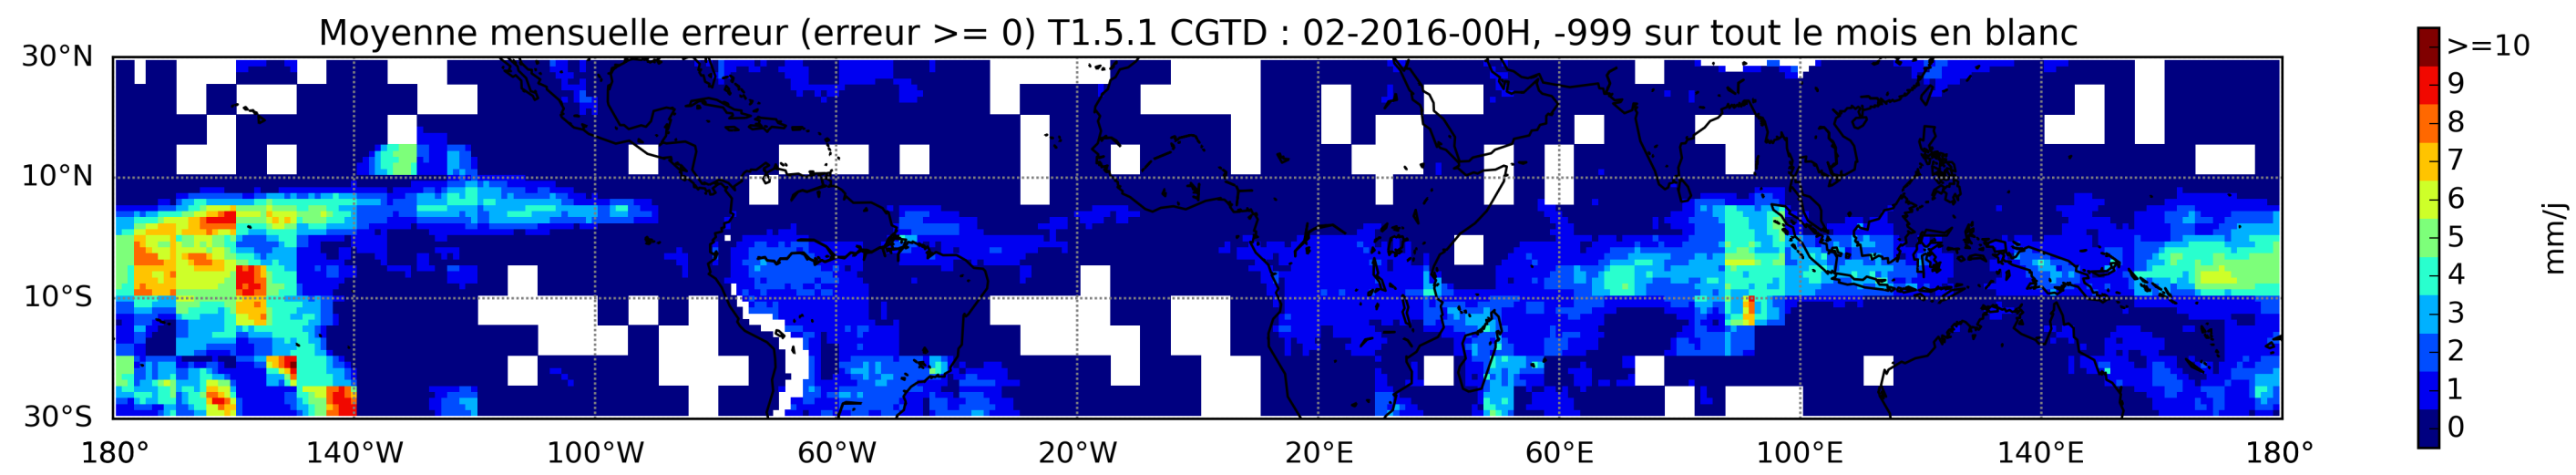 Moyenne mensuelle erreur (erreur >= 0) T1.5.1 CGTD : 02-2016-00H, -999 sur tout le mois en blanc
30°N
10°N
10°S
30°S
180° 140°W 100°W 60°W 20°W 20°E 60°E 100°E 140°E 180°
>=10
9
8
7
6
5
4
3
2
1
0
mm/j